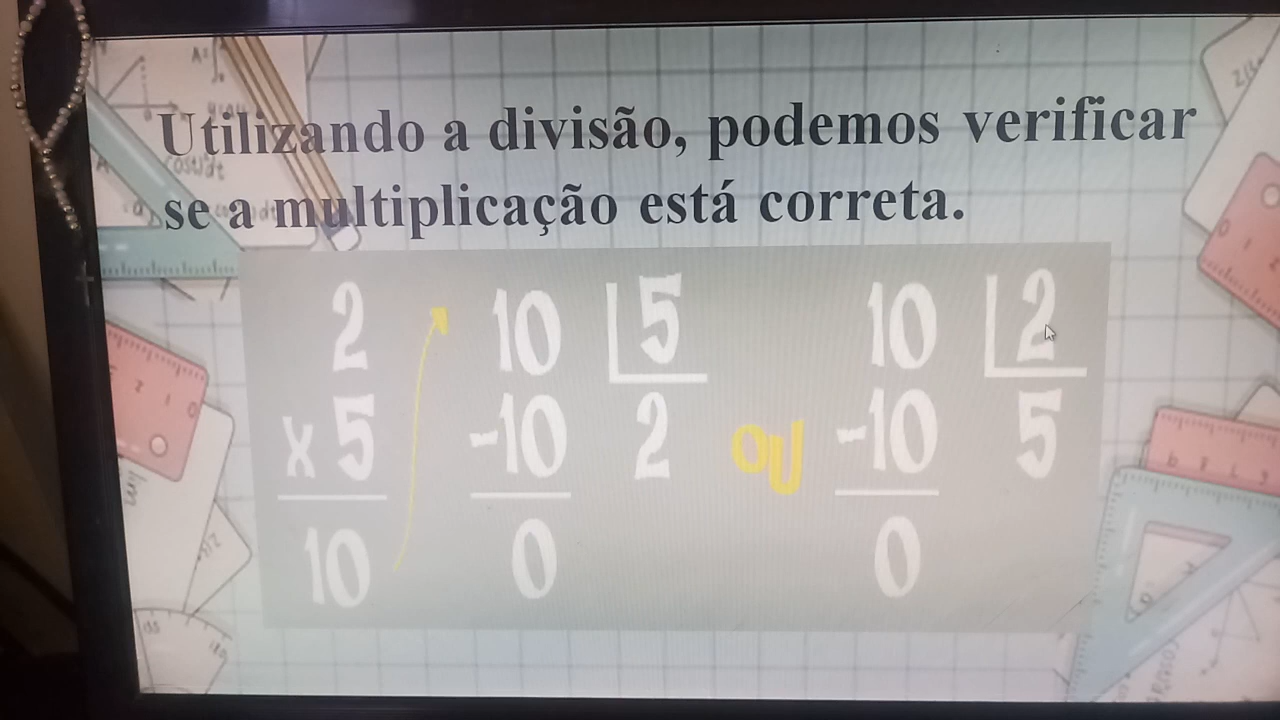 Utilizando a divisão, podemos verificar
se a multiplicação está correta.
2 10 5 10 2
x 5 -10 2 ou -10 5
10 0 0